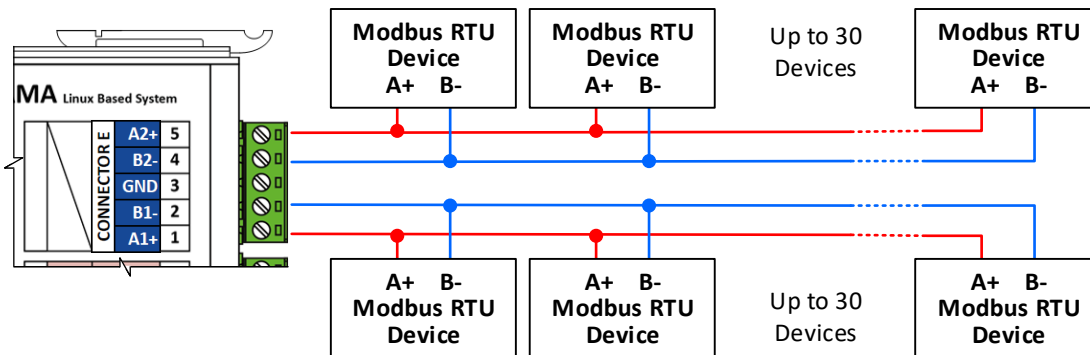 Modbus RTU
Device
A+ B-
Modbus RTU
Device
A+ B-
Up to 30
Devices
Modbus RTU
Device
A+ B-
MA Linux Based System
CONNECTOR E
A2+ 5
B2- 4
GND 3
B1- 2
A1+ 1
A+ B-
Modbus RTU
Device
A+ B-
Modbus RTU
Device
Up to 30
Devices
A+ B-
Modbus RTU
Device